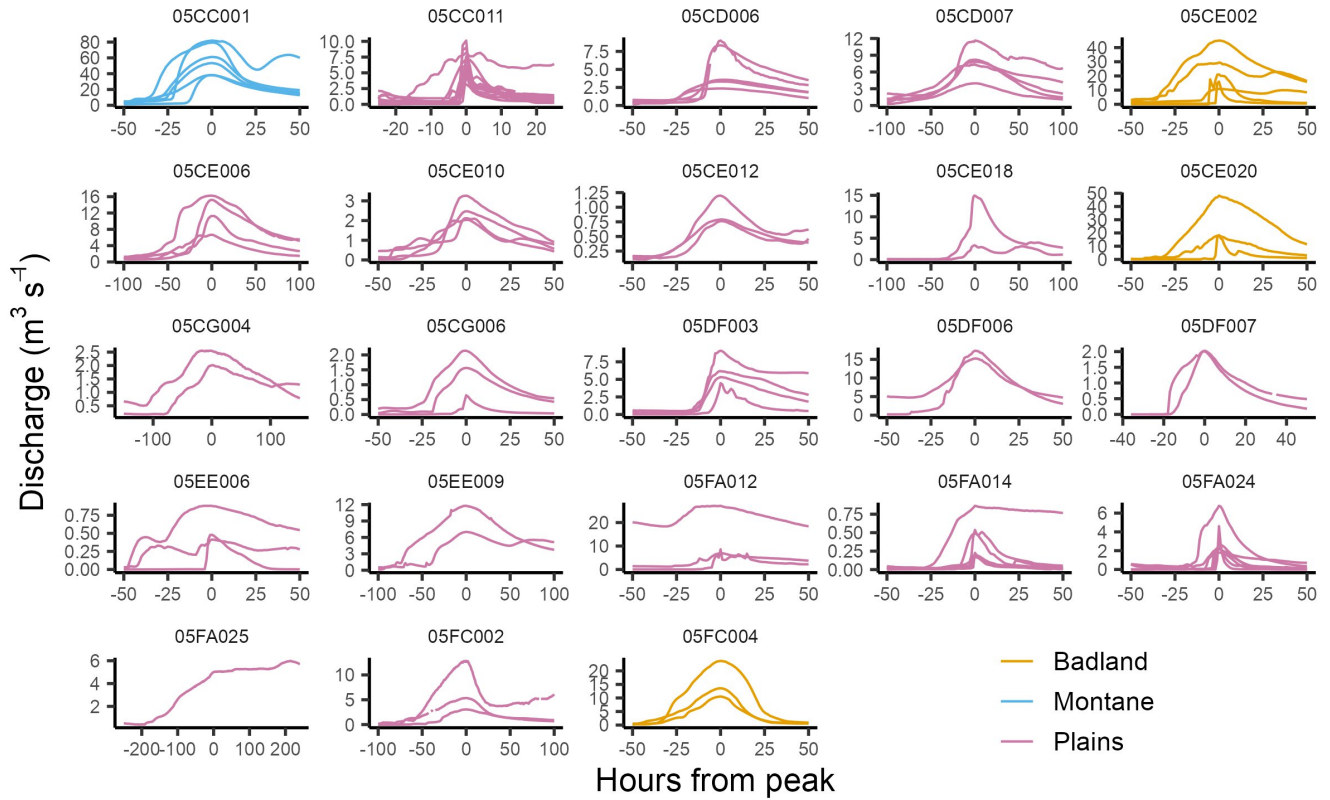 05CC001 05CC011 05CD006 05CD007 05CE002
80 60 40 20 0
-50 -25 0 25 50
10.0 7.5 5.0 2.5 0.0
-20 -10 0 10 20
7.5 5.0 2.5 0.0
-50 -25 0 25 50
12 9 6 3 0
-100 -50 0 50 100
40 30 20 10 0
-50 -25 0 25 50
05CE006 05CE010 05CE012 05CE018 05CE020
16 12 8 4 0
-100 -50 0 50 100
3 2 1 0
-50 -25 0 25 50
1.25 1.00 0.75 0.50 0.25
-50 -25 0 25 50
15 10 5 0
-100 -50 0 50 100
50 40 30 20 10 0
-50 -25 0 25 50
Discharge (m³ s⁻¹)
05CG004 05CG006 05DF003 05DF006 05DF007
2.5 2.0 1.5 1.0 0.5
-100 0 100
2.0 1.5 1.0 0.5 0.0
-50 -25 0 25 50
7.5 5.0 2.5 0.0
-50 -25 0 25 50
15 10 5 0
-50 -25 0 25 50
2.0 1.5 1.0 0.5 0.0
-40 -20 0 20 40
05EE006 05EE009 05FA012 05FA014 05FA024
0.75 0.50 0.25 0.00
-50 -25 0 25 50
12 9 6 3 0
-100 -50 0 50 100
20 10 0
-50 -25 0 25 50
0.75 0.50 0.25 0.00
-50 -25 0 25 50
6 4 2 0
-50 -25 0 25 50
05FA025 05FC002 05FC004
6 4 2
-200 -100 0 100 200
10 5 0
-100 -50 0 50 100
20 15 10 5 0
-50 -25 0 25 50
Badland
Montane
Plains
Hours from peak